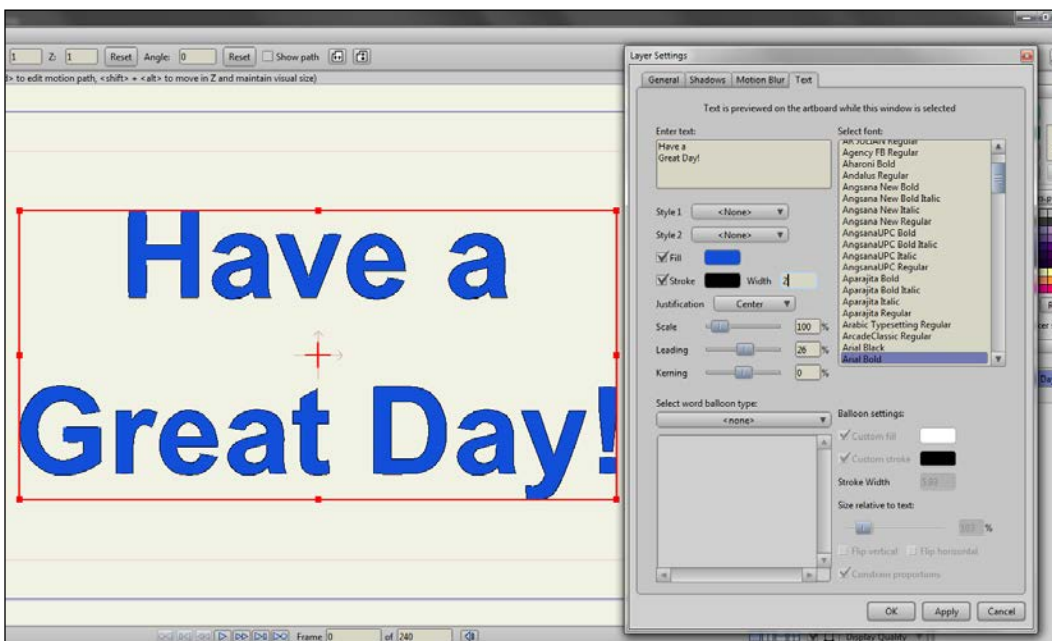 1 Z: 1 Reset Angle: 0 Reset Show path
> to edit motion path, <shift> + <alt> to move in Z and maintain visual size)
Have a
Great Day!
Frame 0 of 240
Layer Settings
General Shadows Motion Blur Text
Text is previewed on the artboard while this window is selected
Enter text:
Have a
Great Day!
Style 1 <None>
Style 2 <None>
Fill
Stroke Width 2
Justification Center
Scale 100 %
Leading 26 %
Kerning 0 %
Select font:
AR JULIAN Regular
Agency FB Regular
Aharoni Bold
Andalus Regular
Angsana New Bold
Angsana New Bold Italic
Angsana New Italic
Angsana New Regular
AngsanaUPC Bold
AngsanaUPC Bold Italic
AngsanaUPC Italic
AngsanaUPC Regular
Aparajita Bold
Aparajita Bold Italic
Aparajita Italic
Aparajita Regular
Arabic Typesetting Regular
ArcadeClassic Regular
Arial Black
Arial Bold
Select word balloon type:
<none>
Balloon settings:
Custom fill
Custom stroke
Stroke Width
Size relative to text:
%
Flip vertical Flip horizontal
Constrain proportions
OK Apply Cancel
Display Quality